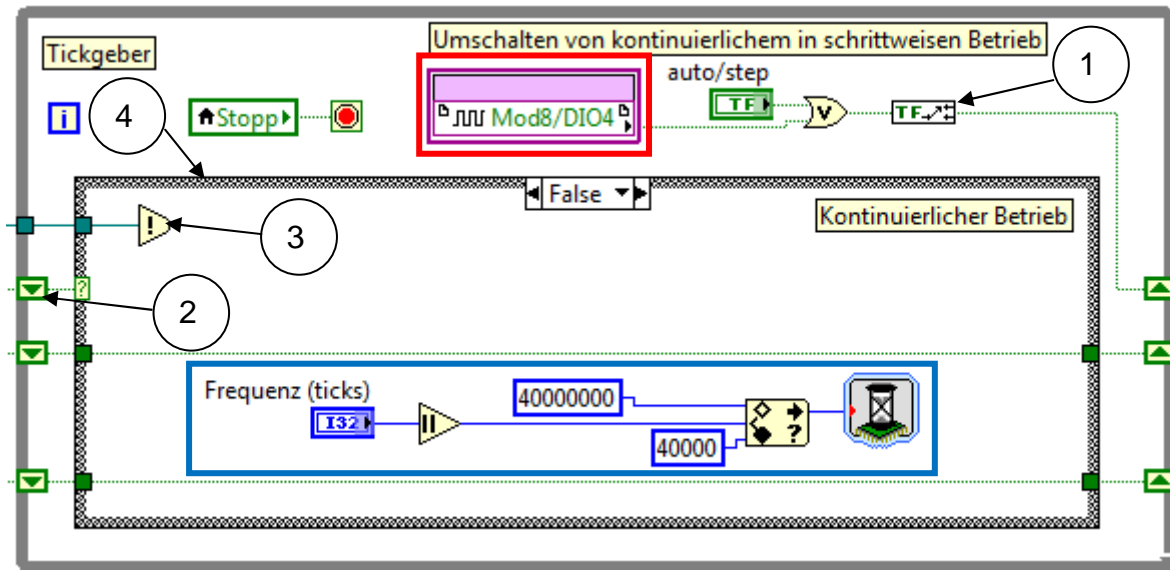 Tickgeber
Umschalten von kontinuierlichem in schrittweisen Betrieb
1
auto/step
TF
i
4
Stopp
Mod8/DIO4
V
TF
False
Kontinuierlicher Betrieb
!
3
?
2
Frequenz (ticks)
40000000
I32
?
40000